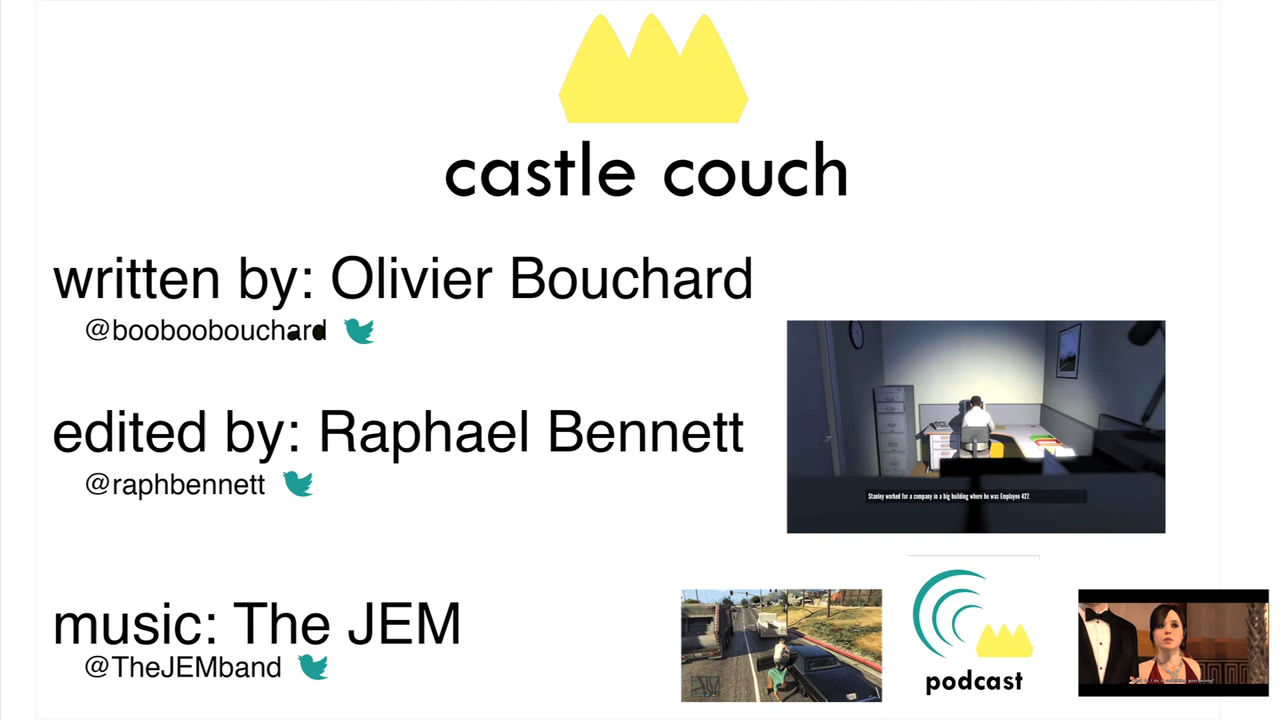 castle couch
written by: Olivier Bouchard
@booboobouchard
edited by: Raphael Bennett
@raphbennett
Stanley worked for a company in a big building where he was Employee 427.
music: The JEM
@TheJEMband
podcast